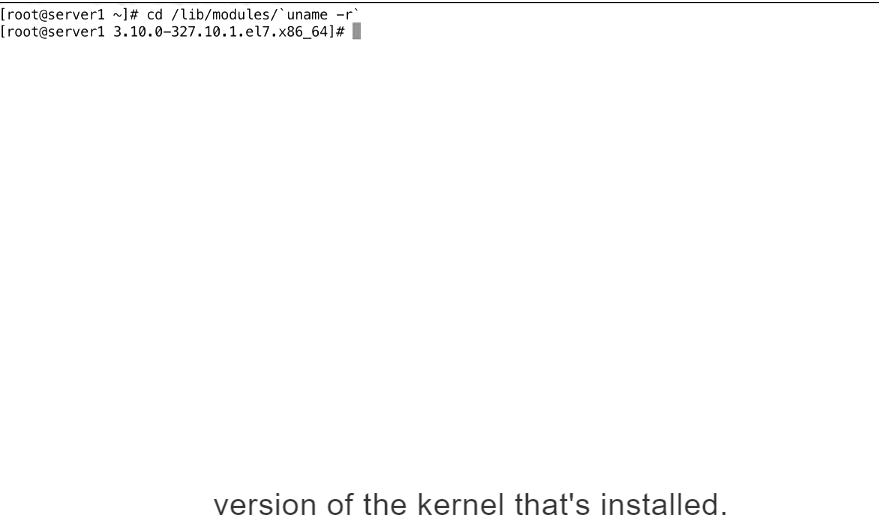 [root@server1 ~]# cd /lib/modules/`uname -r`
[root@server1 3.10.0-327.10.1.el7.x86_64]#
version of the kernel that's installed.